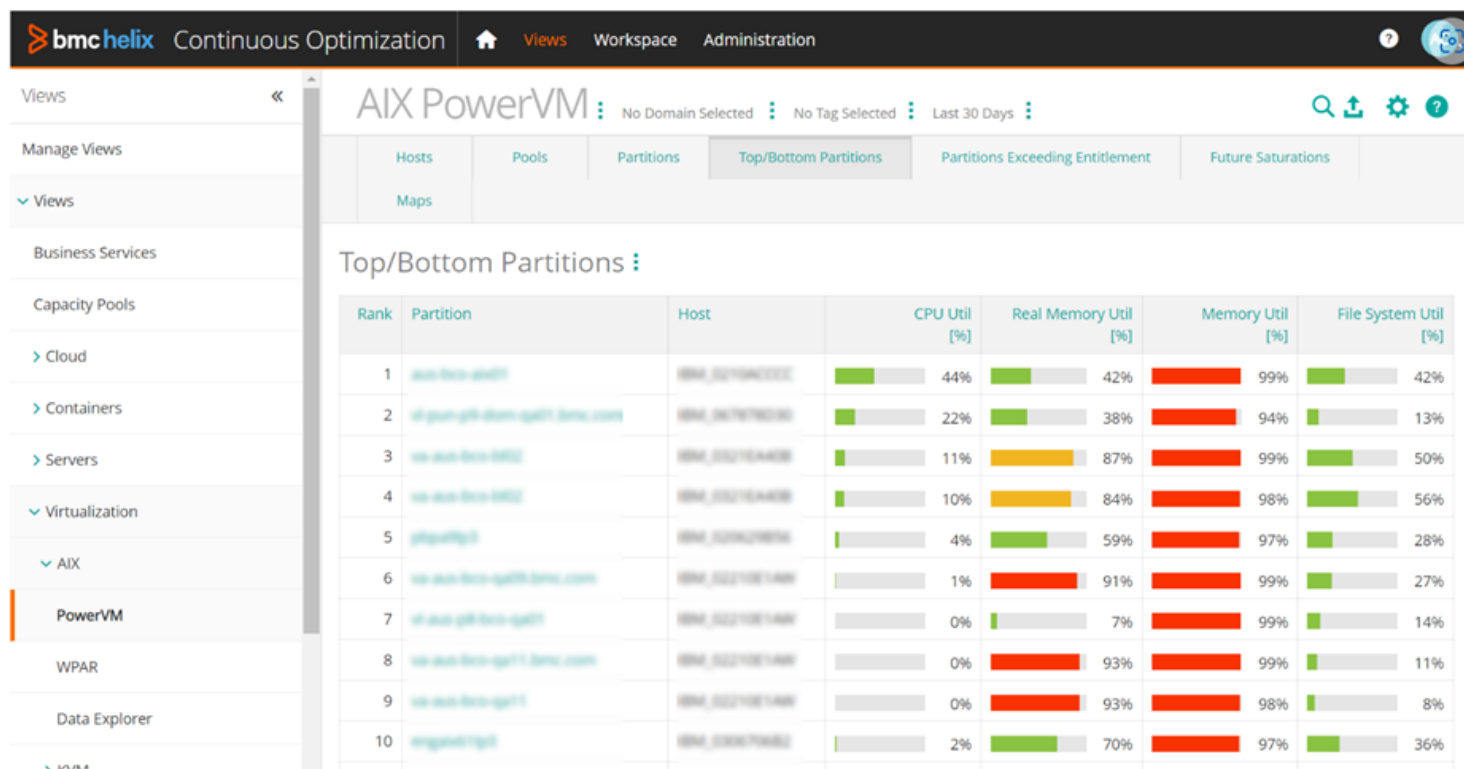 bmc helix Continuous Optimization Views Workspace Administration ?
Views «
Manage Views
Views
Business Services
Capacity Pools
Cloud
Containers
Servers
Virtualization
AIX
PowerVM
WPAR
Data Explorer
KVM
AIX PowerVM No Domain Selected No Tag Selected Last 30 Days ?
Hosts Pools Partitions Top/Bottom Partitions Partitions Exceeding Entitlement Future Saturations
Maps
Top/Bottom Partitions
Rank Partition Host CPU Util [%] Real Memory Util [%] Memory Util [%] File System Util [%]
1 44% 42% 99% 42%
2 22% 38% 94% 13%
3 11% 87% 99% 50%
4 10% 84% 98% 56%
5 4% 59% 97% 28%
6 1% 91% 99% 27%
7 0% 7% 99% 14%
8 0% 93% 99% 11%
9 0% 93% 98% 8%
10 2% 70% 97% 36%